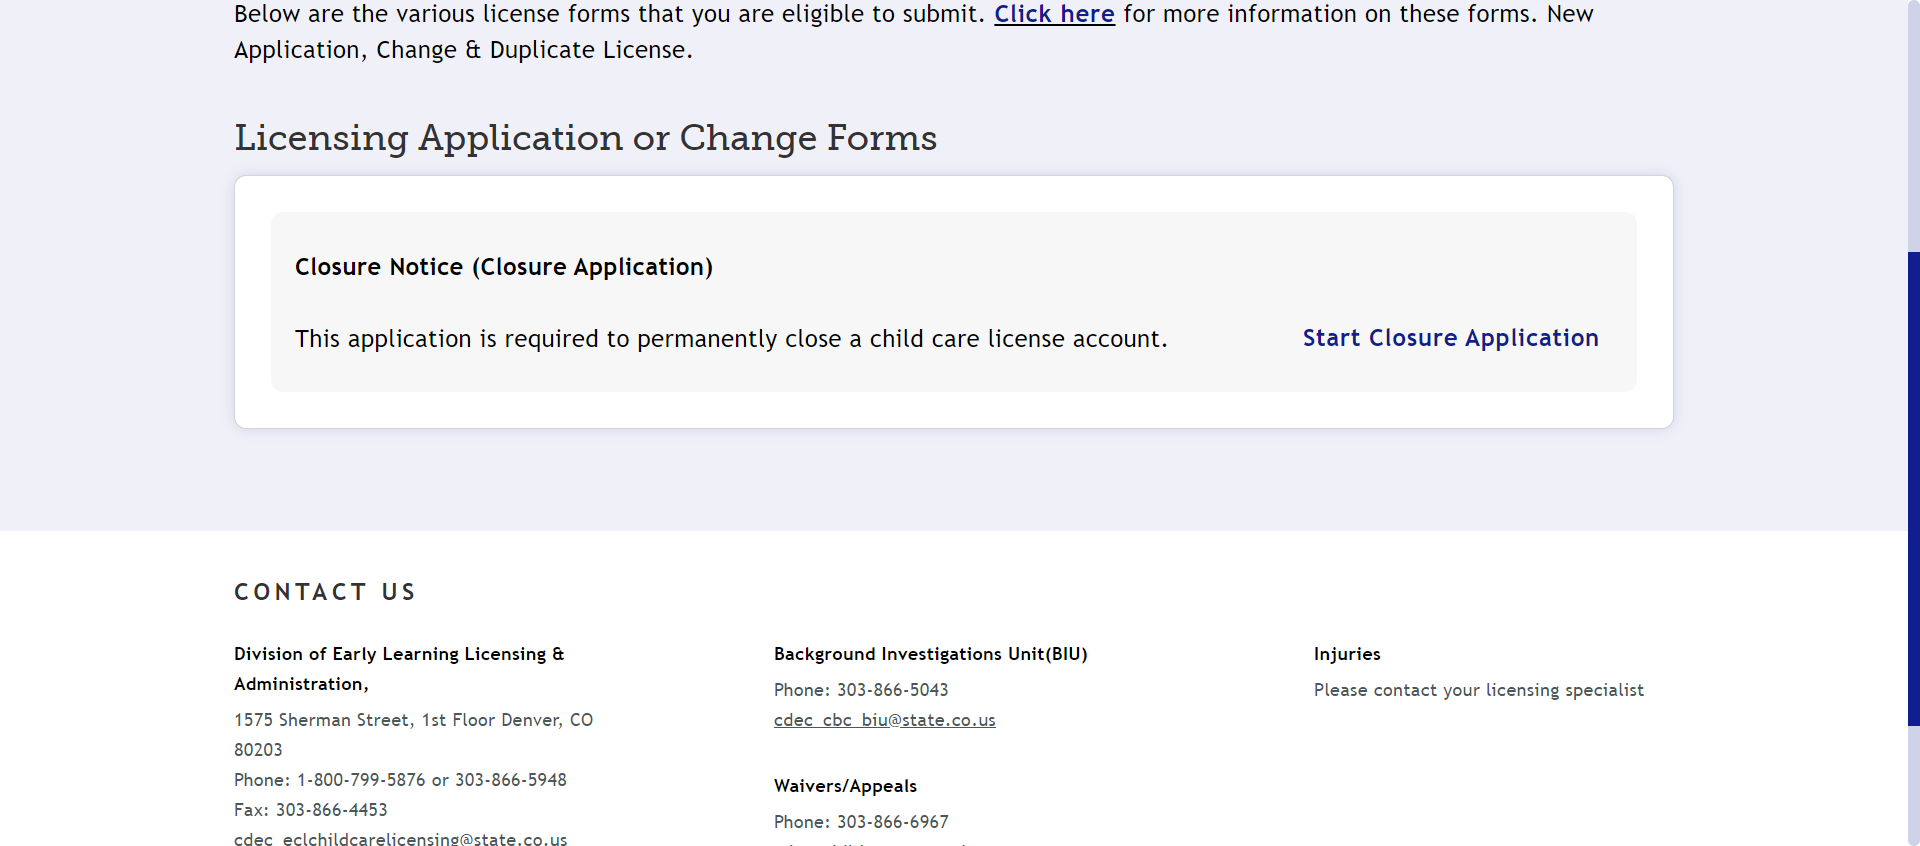 Below are the various license forms that you are eligible to submit. Click here for more information on these forms. New
Application, Change & Duplicate License.
Licensing Application or Change Forms
Closure Notice (Closure Application)
This application is required to permanently close a child care license account.
Start Closure Application
CONTACT US
Division of Early Learning Licensing &
Administration,
1575 Sherman Street, 1st Floor Denver, CO
80203
Phone: 1-800-799-5876 or 303-866-5948
Fax: 303-866-4453
cdec_eclchildcarelicensing@state.co.us
Background Investigations Unit(BIU)
Phone: 303-866-5043
cdec_cbc_biu@state.co.us
Waivers/Appeals
Phone: 303-866-6967
Injuries
Please contact your licensing specialist